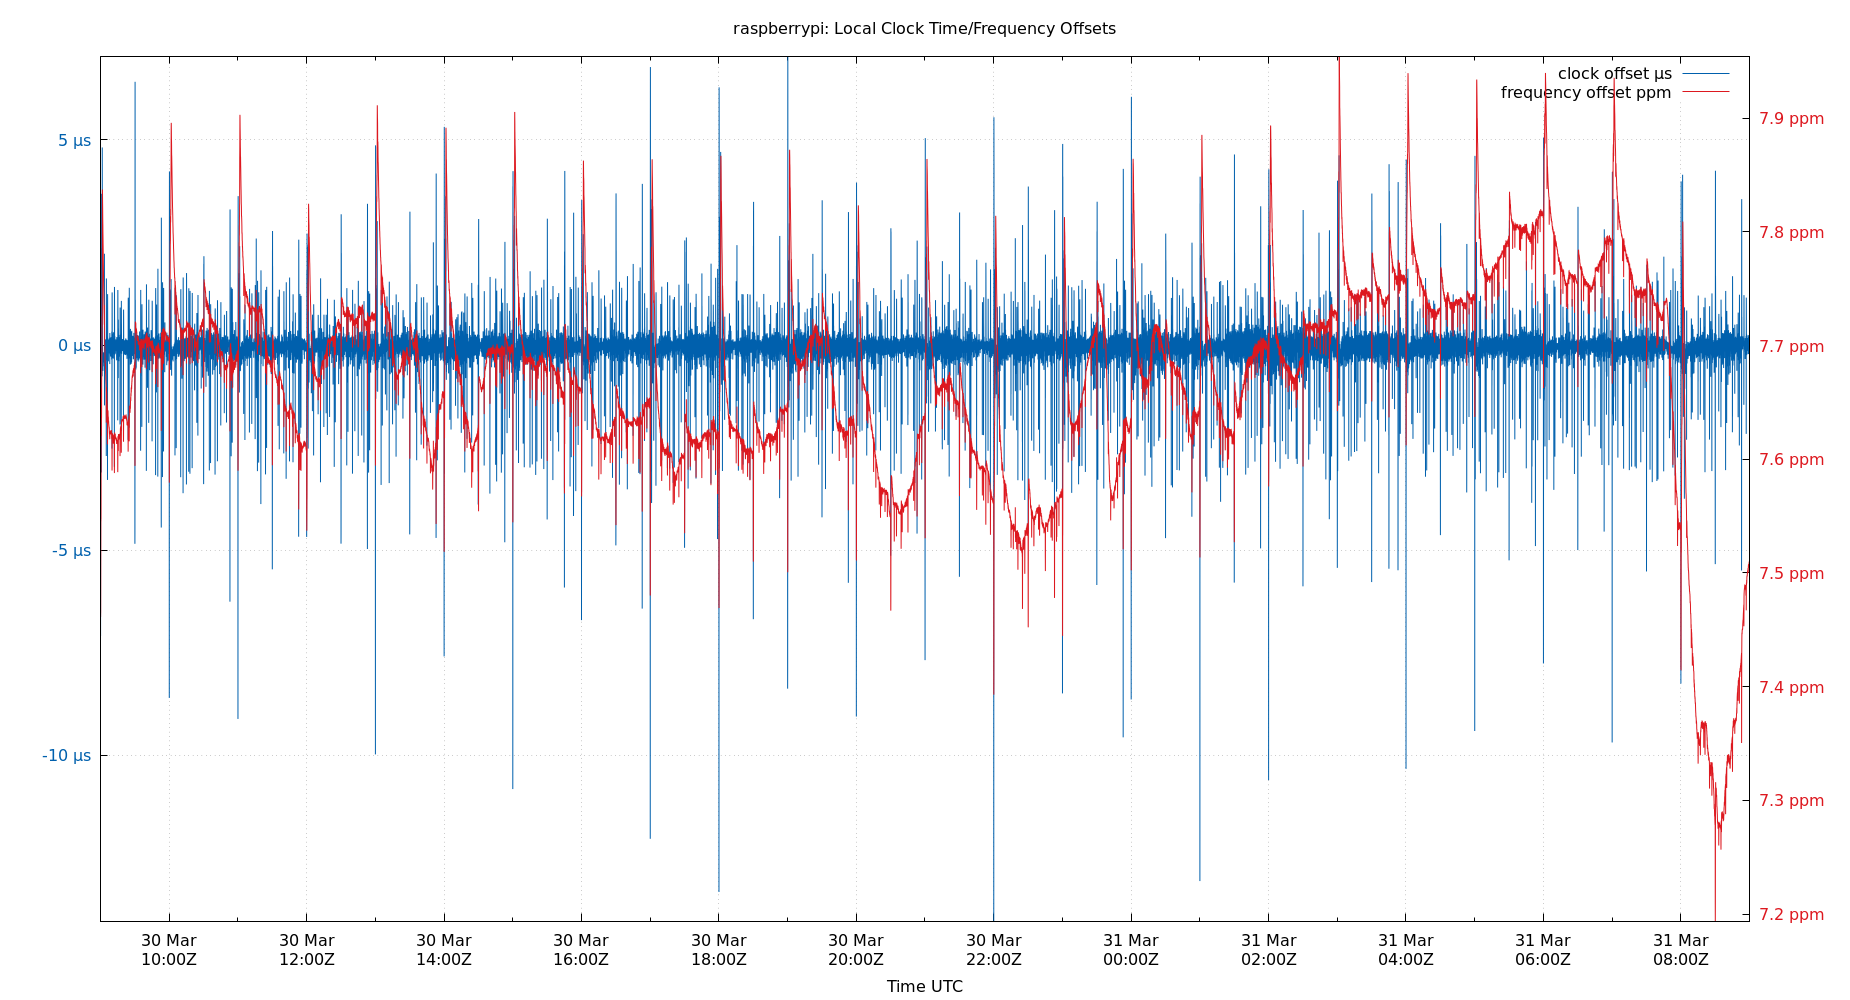 raspberrypi: Local Clock Time/Frequency Offsets
clock offset µs
frequency offset ppm
5 µs
0 µs
-5 µs
-10 µs
7.9 ppm
7.8 ppm
7.7 ppm
7.6 ppm
7.5 ppm
7.4 ppm
7.3 ppm
7.2 ppm
30 Mar 30 Mar 30 Mar 30 Mar 30 Mar 30 Mar 30 Mar 31 Mar 31 Mar 31 Mar 31 Mar 31 Mar
10:00Z 12:00Z 14:00Z 16:00Z 18:00Z 20:00Z 22:00Z 00:00Z 02:00Z 04:00Z 06:00Z 08:00Z
Time UTC